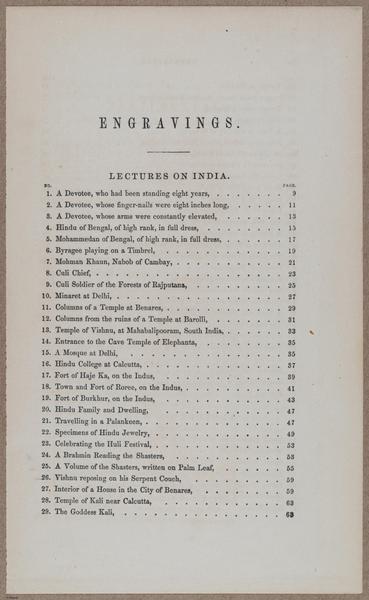 ENGRAVINGS.
LECTURES ON INDIA.
NO. PAGE.
1. A Devotee, who had been standing eight years, . . . . . . . 9
2. A Devotee, whose finger-nails were eight inches long, . . . . . . 11
3. A Devotee, whose arms were constantly elevated, . . . . . . 13
4. Hindu of Bengal, of high rank, in full dress, . . . . . . . 15
5. Mohammedan of Bengal, of high rank, in full dress, . . . . . . 17
6. Byragee playing on a Timbrel, . . . . . . . . . 19
7. Mohman Khaun, Nabob of Cambay, . . . . . . . . 21
8. Culi Chief, . . . . . . . . . . . . . 23
9. Culi Soldier of the Forests of Rajputana, . . . . . . . 25
10. Minaret at Delhi, . . . . . . . . . . . . 27
11. Columns of a Temple at Benares, . . . . . . . . . 29
12. Columns from the ruins of a Temple at Barolli, . . . . . . 31
13. Temple of Vishnu, at Mahabalipooram, South India, . . . . . . 33
14. Entrance to the Cave Temple of Elephanta, . . . . . . . 35
15. A Mosque at Delhi, . . . . . . . . . . . 35
16. Hindu College at Calcutta, . . . . . . . . . . 37
17. Fort of Haje Ka, on the Indus, . . . . . . . . . 39
18. Town and Fort of Roree, on the Indus, . . . . . . . . 41
19. Fort of Burkhur, on the Indus, . . . . . . . . . 43
20. Hindu Family and Dwelling, . . . . . . . . . 47
21. Travelling in a Palankeen, . . . . . . . . . . 47
22. Specimens of Hindu Jewelry, . . . . . . . . . . 49
23. Celebrating the Huli Festival, . . . . . . . . . . 53
24. A Brahmin Reading the Shasters, . . . . . . . . . 53
25. A Volume of the Shasters, written on Palm Leaf, . . . . . . 55
26. Vishnu reposing on his Serpent Couch, . . . . . . . 59
27. Interior of a House in the City of Benares, . . . . . . . 59
28. Temple of Kali near Calcutta, . . . . . . . . . 63
29. The Goddess Kali, . . . . . . . . . . . . 63